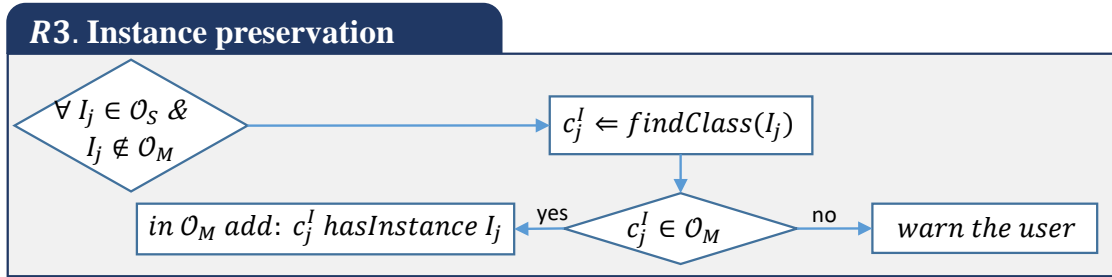 R3. Instance preservation
∀ I_j ∈ 𝒪_S &
I_j ∉ 𝒪_M
c_j^I ⇐ findClass(I_j)
in 𝒪_M add: c_j^I hasInstance I_j
yes
c_j^I ∈ 𝒪_M
no
warn the user